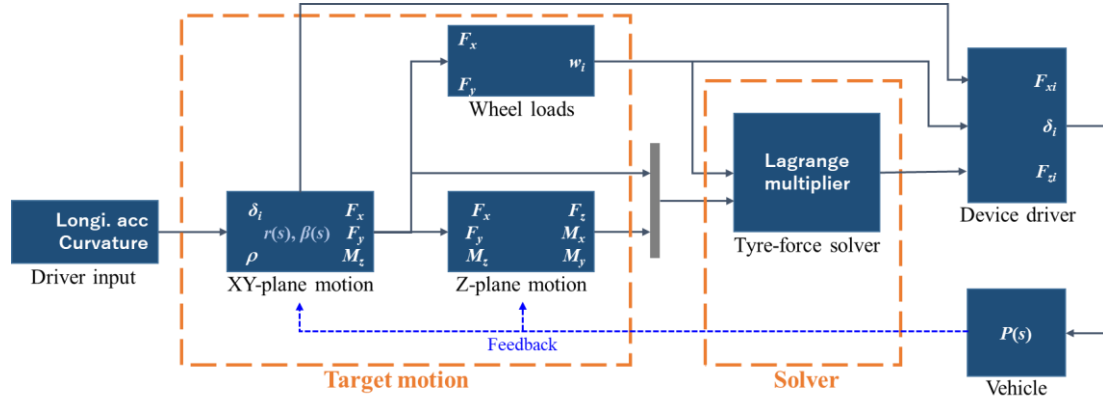 Longi. acc
Curvature
Driver input
δi
Fx
r(s), β(s)
Fy
ρ
Mz
XY-plane motion
Fx
wi
Fy
Wheel loads
Fx
Fz
Fy
Mx
Mz
My
Z-plane motion
Feedback
Target motion
Lagrange
multiplier
Tyre-force solver
Solver
Fxi
δi
Fzi
Device driver
P(s)
Vehicle